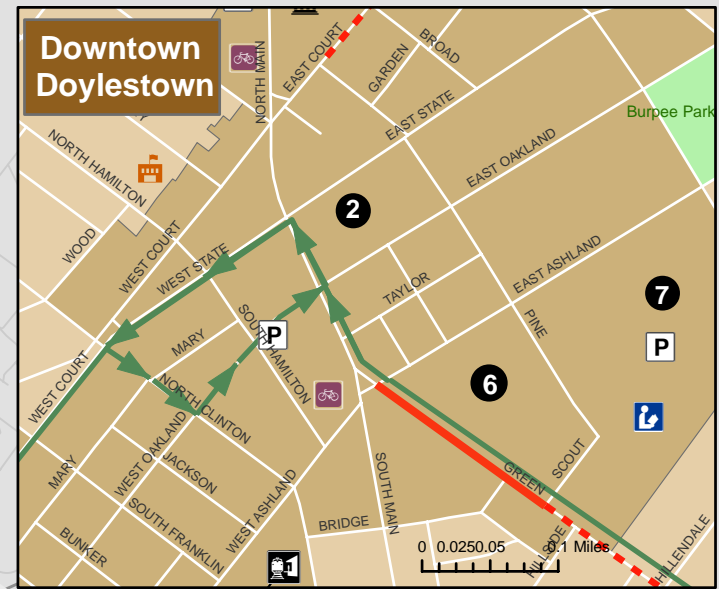 Downtown
Doylestown
NORTH MAIN
EAST COURT
GARDEN
BROAD
EAST STATE
Burpee Park
NORTH HAMILTON
EAST OAKLAND
WOOD
WEST COURT
2
WEST STATE
EAST ASHLAND
TAYLOR
7
P
PINE
SOUTH HAMILTON
P
MARY
WEST COURT
NORTH CLINTON
6
WEST OAKLAND
MARY
JACKSON
SOUTH FRANKLIN
WEST ASHLAND
SOUTH MAIN
GREEN
SCOUT
BUNKER
BRIDGE
HILLSIDE
HILLENDALE
0 0.025 0.05 0.1 Miles